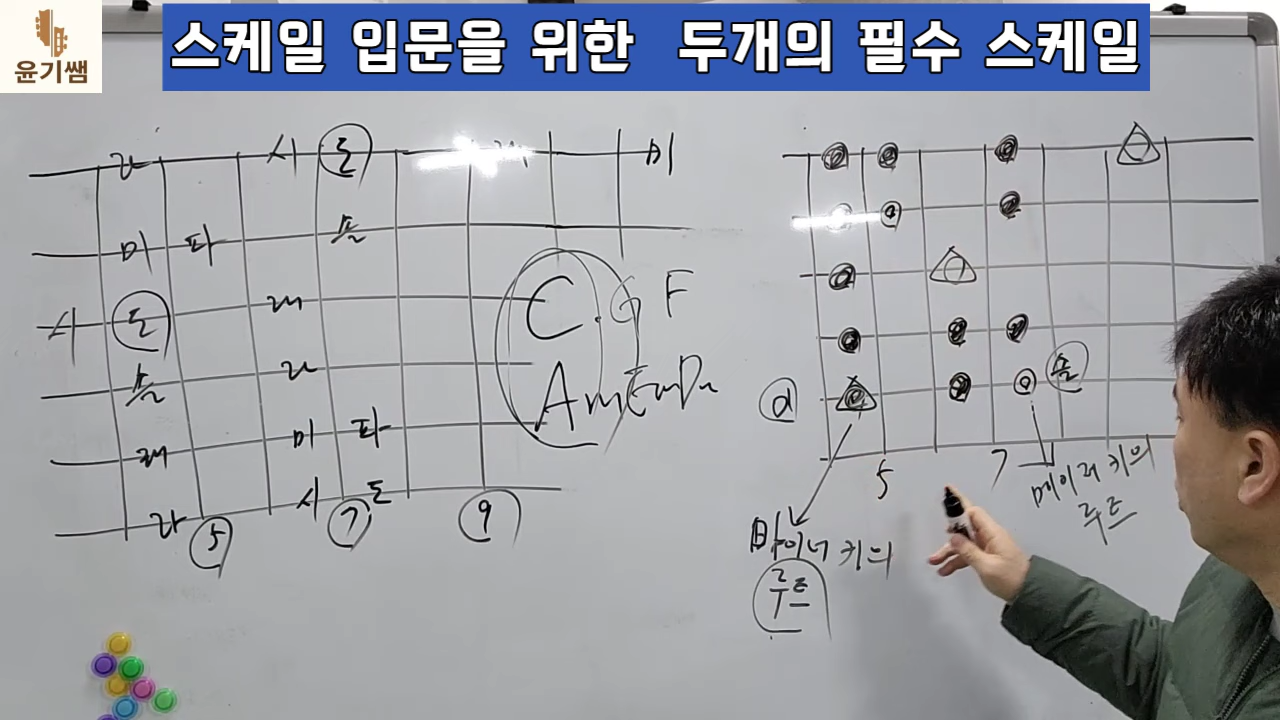 스케일 입문을 위한 두개의 필수 스케일
윤기쌤
라 시 도 미
미 파 솔
시 도 레
솔 라
레 미 파
라 시 도
5 7 9
C. G F
Am Em Dm
솔
5 7
메이저 키의
루트
마이너 키의
루트